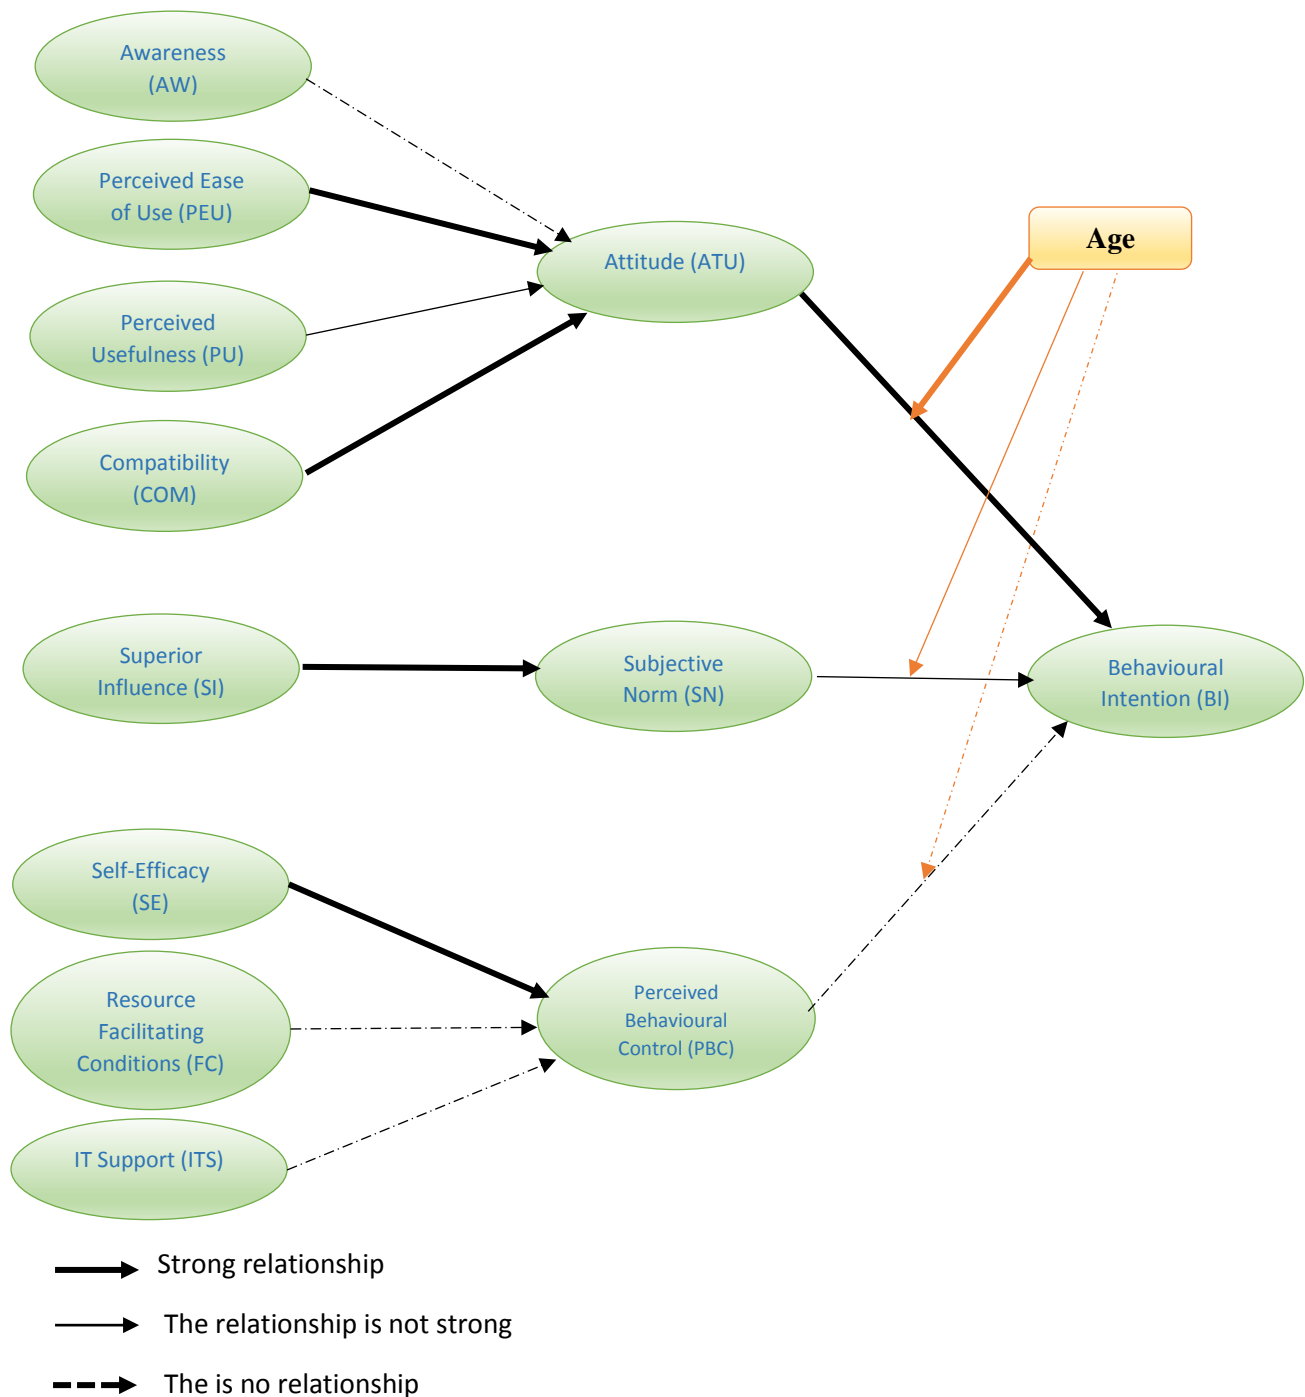 Awareness
(AW)
Perceived Ease
of Use (PEU)
Perceived
Usefulness (PU)
Compatibility
(COM)
Attitude (ATU)
Age
Superior
Influence (SI)
Subjective
Norm (SN)
Behavioural
Intention (BI)
Self-Efficacy
(SE)
Resource
Facilitating
Conditions (FC)
IT Support (ITS)
Perceived
Behavioural
Control (PBC)
Strong relationship
The relationship is not strong
The is no relationship